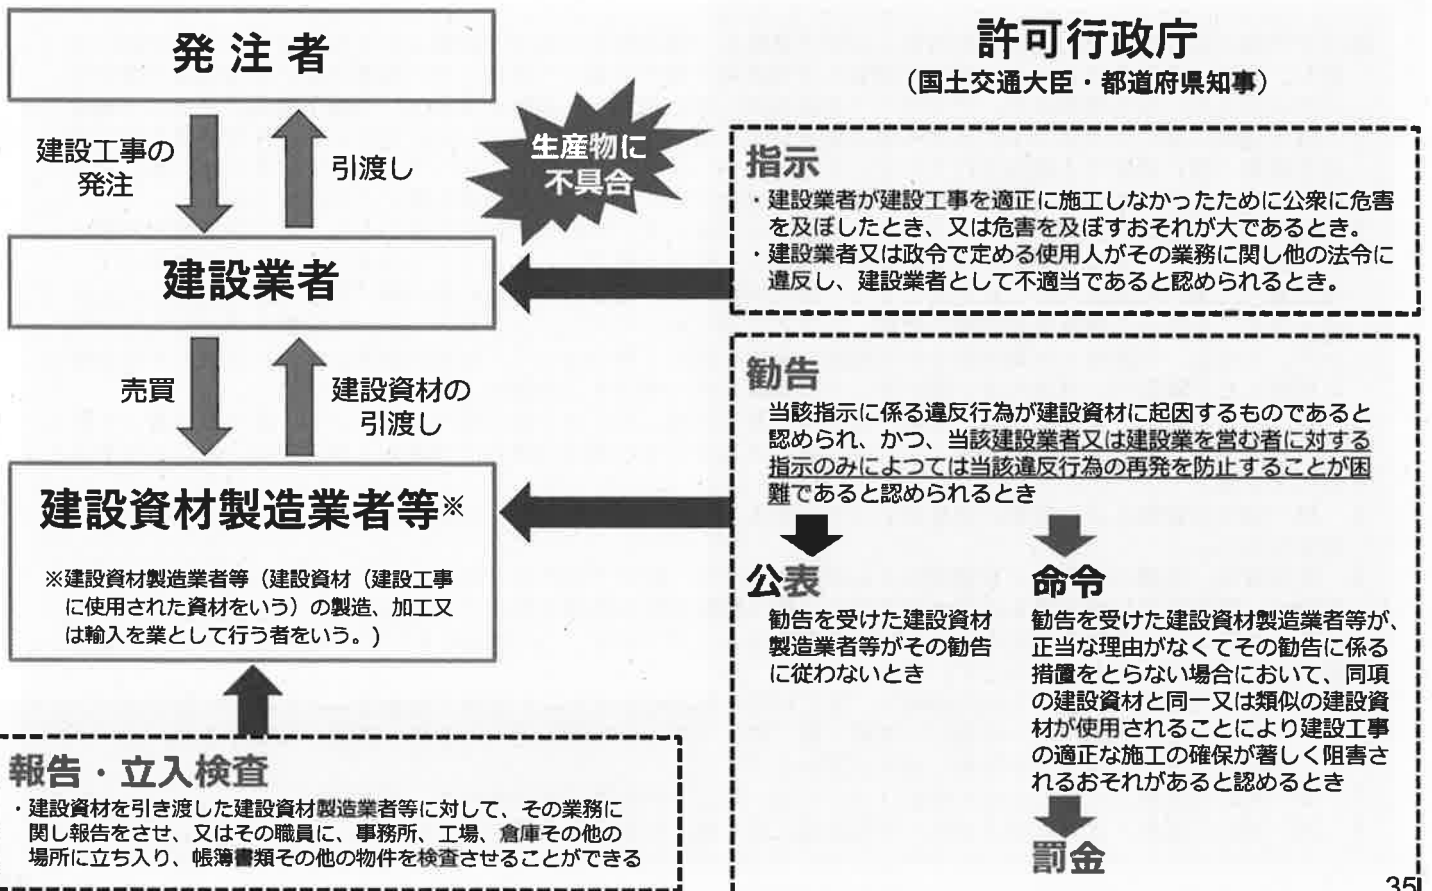 発注者
建設工事の
発注
引渡し
生産物に
不具合
建設業者
売買
建設資材の
引渡し
建設資材製造業者等※
※建設資材製造業者等（建設資材（建設工事
に使用された資材をいう）の製造、加工又
は輸入を業として行う者をいう。)
報告・立入検査
・建設資材を引き渡した建設資材製造業者等に対して、その業務に
関し報告をさせ、又はその職員に、事務所、工場、倉庫その他の
場所に立ち入り、帳簿書類その他の物件を検査させることができる
許可行政庁
（国土交通大臣・都道府県知事）
指示
・建設業者が建設工事を適正に施工しなかったために公衆に危害
を及ぼしたとき、又は危害を及ぼすおそれが大であるとき。
・建設業者又は政令で定める使用人がその業務に関し他の法令に
違反し、建設業者として不適当であると認められるとき。
勧告
当該指示に係る違反行為が建設資材に起因するものであると
認められ、かつ、当該建設業者又は建設業を営む者に対する
指示のみによつては当該違反行為の再発を防止することが困
難であると認められるとき
公表
勧告を受けた建設資材
製造業者等がその勧告
に従わないとき
命令
勧告を受けた建設資材製造業者等が、
正当な理由がなくてその勧告に係る
措置をとらない場合において、同項
の建設資材と同一又は類似の建設資
材が使用されることにより建設工事
の適正な施工の確保が著しく阻害さ
れるおそれがあると認めるとき
罰金
35